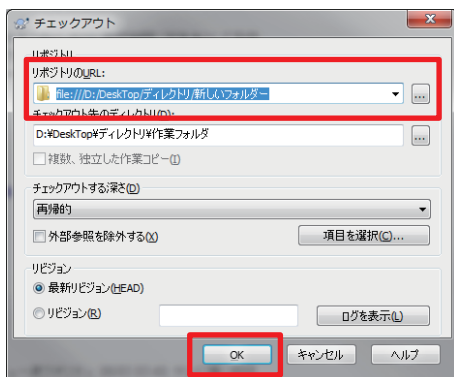 チェックアウト
リポジトリ
リポジトリのURL:
file:///D:/DeskTop/ディレクトリ/新しいフォルダー
...
チェックアウト先のディレクトリ(D):
D:¥DeskTop¥ディレクトリ¥作業フォルダ
...
複数、独立した作業コピー(I)
チェックアウトする深さ(D)
再帰的
外部参照を除外する(X)
項目を選択(C)...
リビジョン
最新リビジョン(HEAD)
リビジョン(R)
ログを表示(L)
OK
キャンセル
ヘルプ